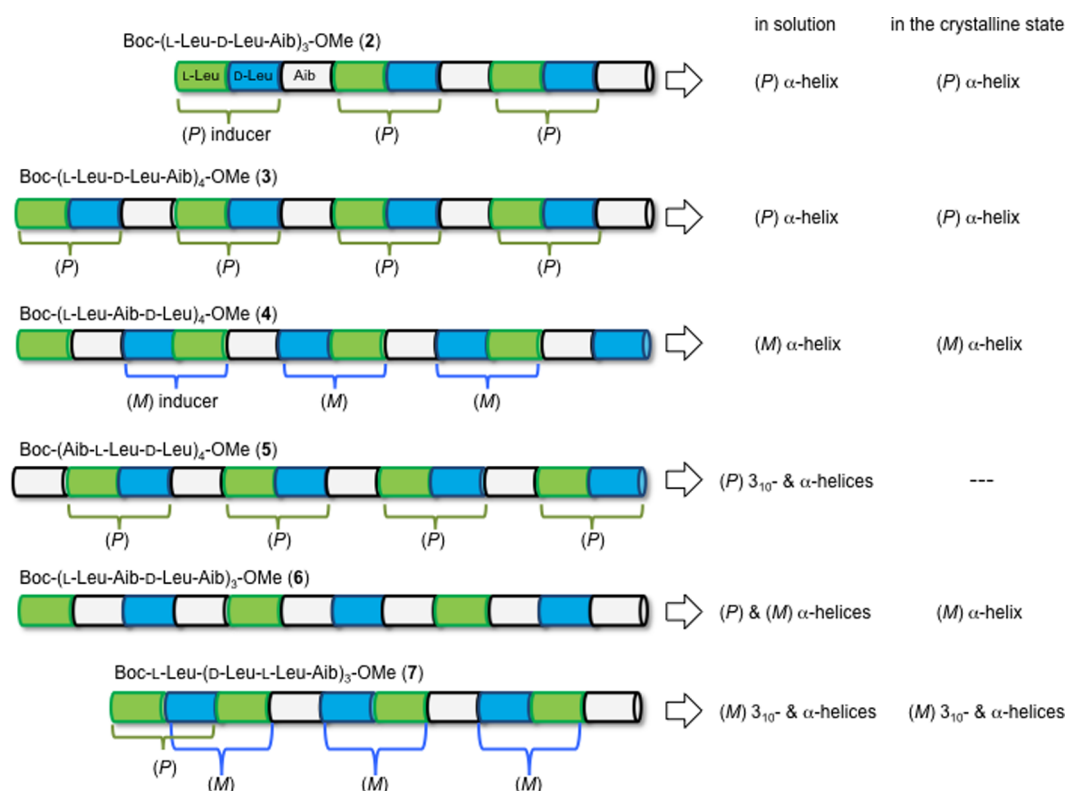 in solution in the crystalline state
Boc-(L-Leu-D-Leu-Aib)3-OMe (2)
L-Leu D-Leu Aib
(P) α-helix (P) α-helix
(P) inducer (P) (P)
Boc-(L-Leu-D-Leu-Aib)4-OMe (3)
(P) α-helix (P) α-helix
(P) (P) (P) (P)
Boc-(L-Leu-Aib-D-Leu)4-OMe (4)
(M) α-helix (M) α-helix
(M) inducer (M) (M)
Boc-(Aib-L-Leu-D-Leu)4-OMe (5)
(P) 310- & α-helices ---
(P) (P) (P) (P)
Boc-(L-Leu-Aib-D-Leu-Aib)3-OMe (6)
(P) & (M) α-helices (M) α-helix
Boc-L-Leu-(D-Leu-L-Leu-Aib)3-OMe (7)
(M) 310- & α-helices (M) 310- & α-helices
(P)
(M) (M) (M)